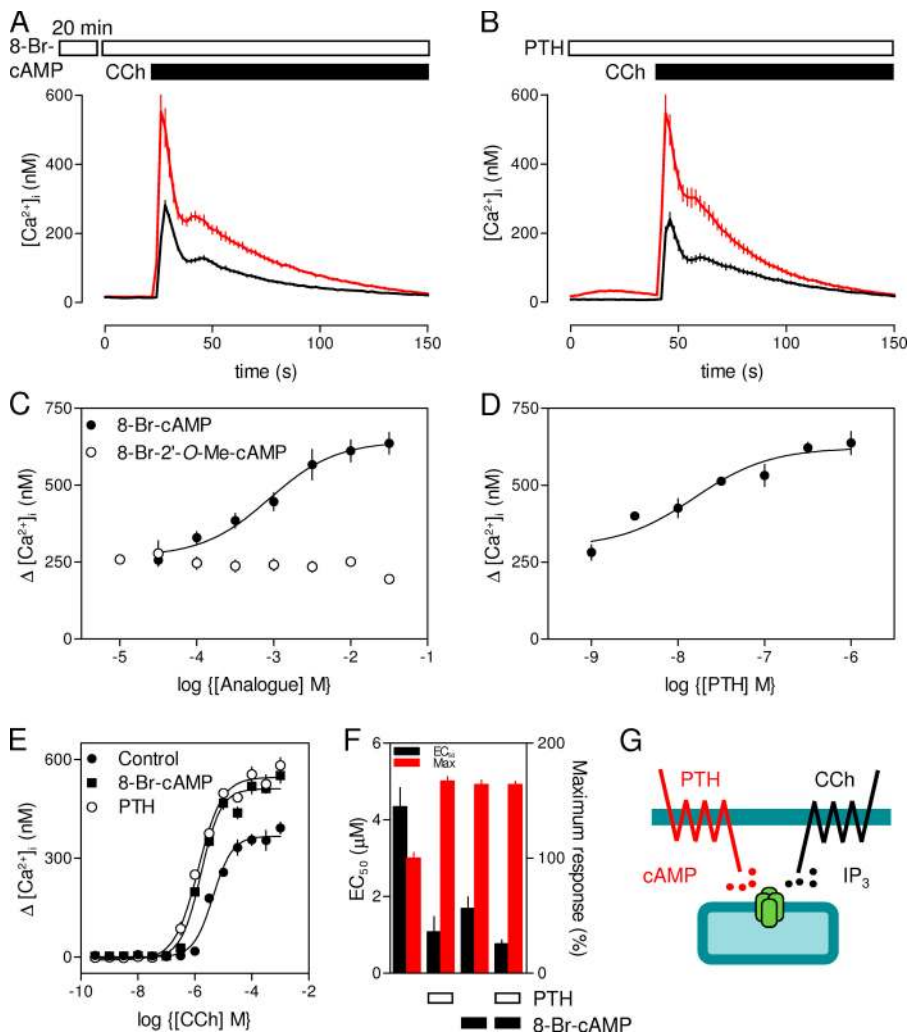 A
20 min
8-Br-
cAMP
CCh
600
400
200
0
[Ca²⁺]ᵢ (nM)
0 50 100 150
time (s)
B
PTH
CCh
600
400
200
0
[Ca²⁺]ᵢ (nM)
0 50 100 150
time (s)
C
8-Br-cAMP
8-Br-2'-O-Me-cAMP
750
500
250
0
Δ [Ca²⁺]ᵢ (nM)
-5 -4 -3 -2 -1
log {[Analogue] M}
D
750
500
250
0
Δ [Ca²⁺]ᵢ (nM)
-9 -8 -7 -6
log {[PTH] M}
E
Control
8-Br-cAMP
PTH
600
300
0
Δ [Ca²⁺]ᵢ (nM)
-10 -8 -6 -4 -2
log {[CCh] M}
F
EC₅₀
Max
6
4
2
0
EC₅₀ (μM)
200
100
0
Maximum response (%)
PTH
8-Br-cAMP
G
PTH
CCh
cAMP
IP₃